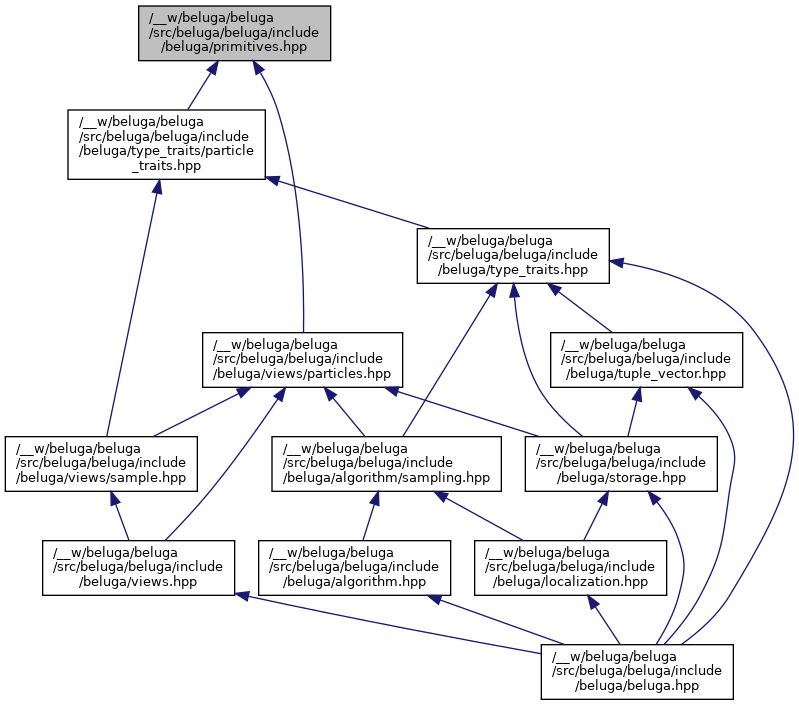 /__w/beluga/beluga
/src/beluga/beluga/include
/beluga/primitives.hpp
/__w/beluga/beluga
/src/beluga/beluga/include
/beluga/type_traits/particle
_traits.hpp
/__w/beluga/beluga
/src/beluga/beluga/include
/beluga/type_traits.hpp
/__w/beluga/beluga
/src/beluga/beluga/include
/beluga/views/particles.hpp
/__w/beluga/beluga
/src/beluga/beluga/include
/beluga/tuple_vector.hpp
/__w/beluga/beluga
/src/beluga/beluga/include
/beluga/views/sample.hpp
/__w/beluga/beluga
/src/beluga/beluga/include
/beluga/algorithm/sampling.hpp
/__w/beluga/beluga
/src/beluga/beluga/include
/beluga/storage.hpp
/__w/beluga/beluga
/src/beluga/beluga/include
/beluga/views.hpp
/__w/beluga/beluga
/src/beluga/beluga/include
/beluga/algorithm.hpp
/__w/beluga/beluga
/src/beluga/beluga/include
/beluga/localization.hpp
/__w/beluga/beluga
/src/beluga/beluga/include
/beluga/beluga.hpp